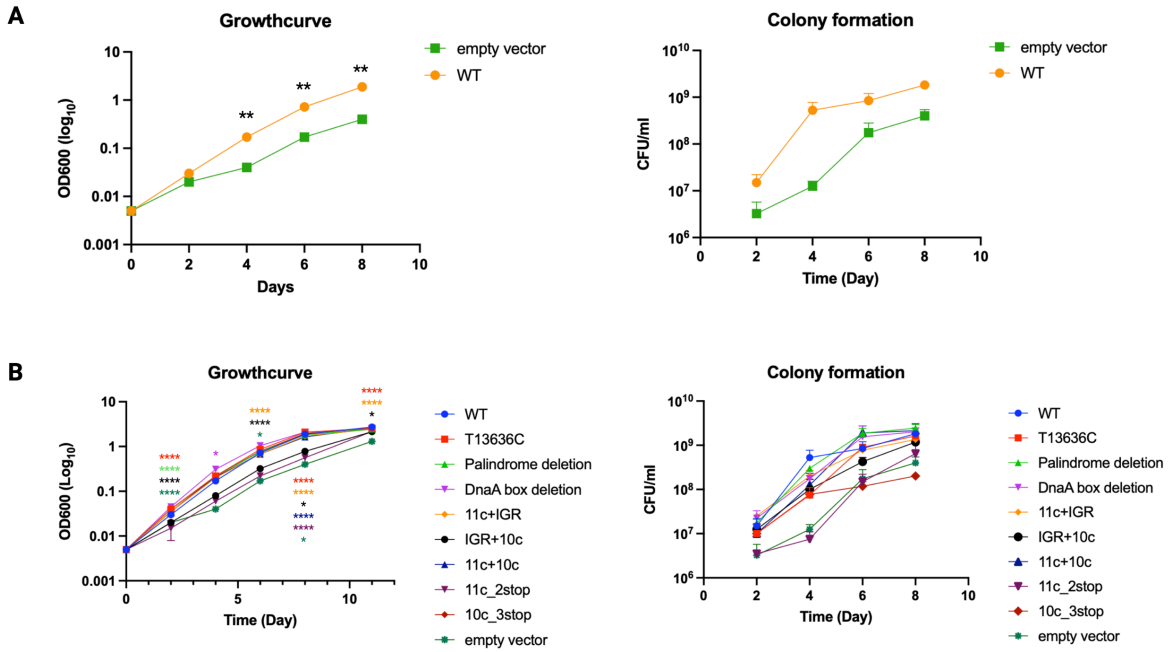 A
Growthcurve
10
1
0.1
0.01
0.001
OD600 (log10)
0 2 4 6 8 10
Days
** ** **
empty vector
WT
Colony formation
10^10
10^9
10^8
10^7
10^6
CFU/ml
0 2 4 6 8 10
Time (Day)
empty vector
WT
B
Growthcurve
10
1
0.1
0.01
0.001
OD600 (Log10)
0 5 10
Time (Day)
****
****
****
****
*
****
****
*
****
****
*
****
****
*
****
****
*
WT
T13636C
Palindrome deletion
DnaA box deletion
11c+IGR
IGR+10c
11c+10c
11c_2stop
10c_3stop
empty vector
Colony formation
10^10
10^9
10^8
10^7
10^6
CFU/ml
0 2 4 6 8 10
Time (Day)
WT
T13636C
Palindrome deletion
DnaA box deletion
11c+IGR
IGR+10c
11c+10c
11c_2stop
10c_3stop
empty vector